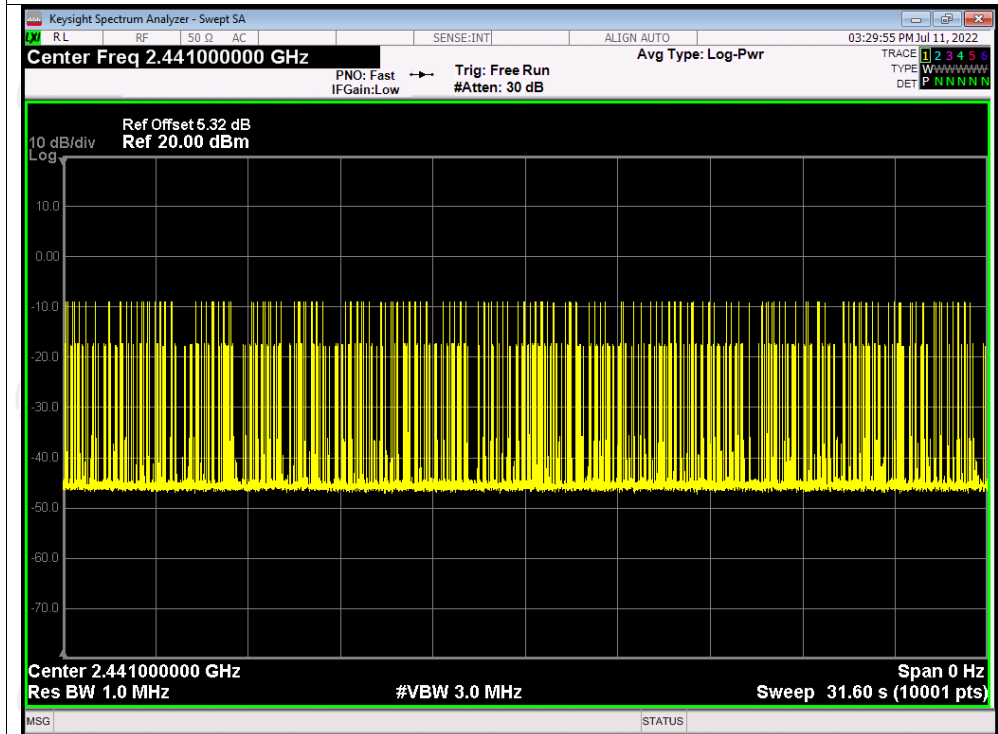 Keysight Spectrum Analyzer - Swept SA
LXI RL RF 50 Ω AC SENSE:INT ALIGN AUTO 03:29:55 PM Jul 11, 2022
Center Freq 2.441000000 GHz Avg Type: Log-Pwr TRACE 1 2 3 4 5 6
PNO: Fast Trig: Free Run TYPE WWWWWW
IFGain:Low #Atten: 30 dB DET P N N N N N
Ref Offset 5.32 dB
10 dB/div Ref 20.00 dBm
Log
10.0
0.00
-10.0
-20.0
-30.0
-40.0
-50.0
-60.0
-70.0
Center 2.441000000 GHz Span 0 Hz
Res BW 1.0 MHz #VBW 3.0 MHz Sweep 31.60 s (10001 pts)
MSG STATUS